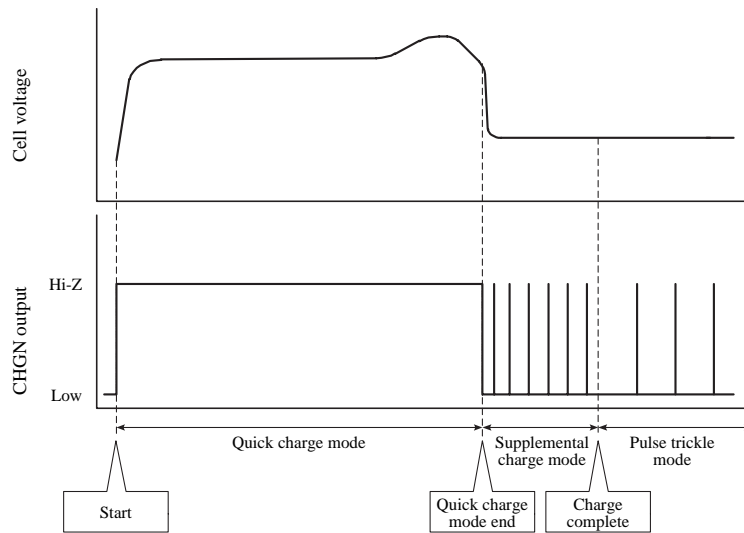 Cell voltage
CHGN output
Hi-Z
Low
Quick charge mode
Supplemental
charge mode
Pulse trickle
mode
Start
Quick charge
mode end
Charge
complete